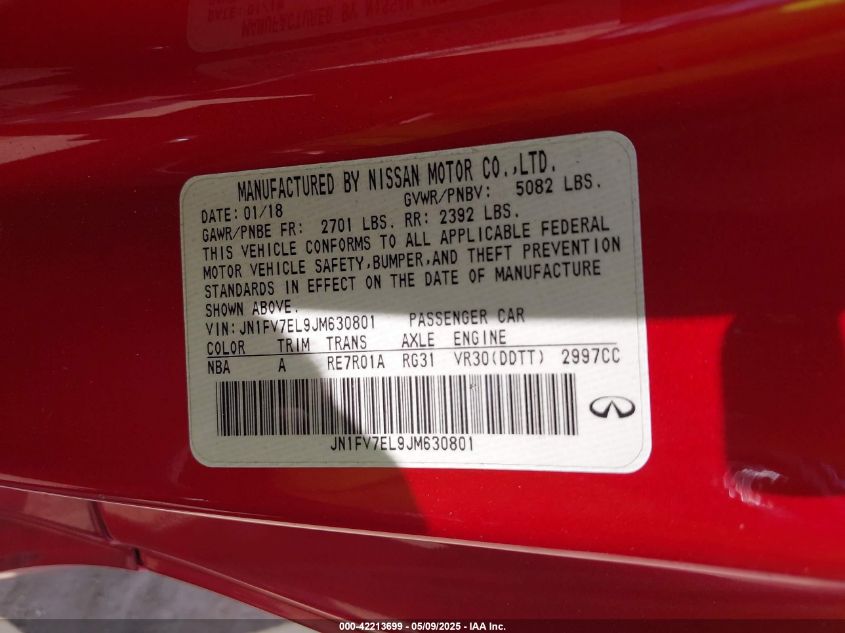 MANUFACTURED BY NISSAN MOTOR CO.,LTD.
DATE: 01/18 GVWR/PNBV: 5082 LBS.
GAWR/PNBE FR: 2701 LBS. RR: 2392 LBS.
THIS VEHICLE CONFORMS TO ALL APPLICABLE FEDERAL
MOTOR VEHICLE SAFETY,BUMPER,AND THEFT PREVENTION
STANDARDS IN EFFECT ON THE DATE OF MANUFACTURE
SHOWN ABOVE.
VIN: JN1FV7EL9JM630801 PASSENGER CAR
COLOR TRIM TRANS AXLE ENGINE
NBA A RE7R01A RG31 VR30(DDTT) 2997CC
JN1FV7EL9JM630801
000-42213699 - 05/09/2025 - IAA Inc.